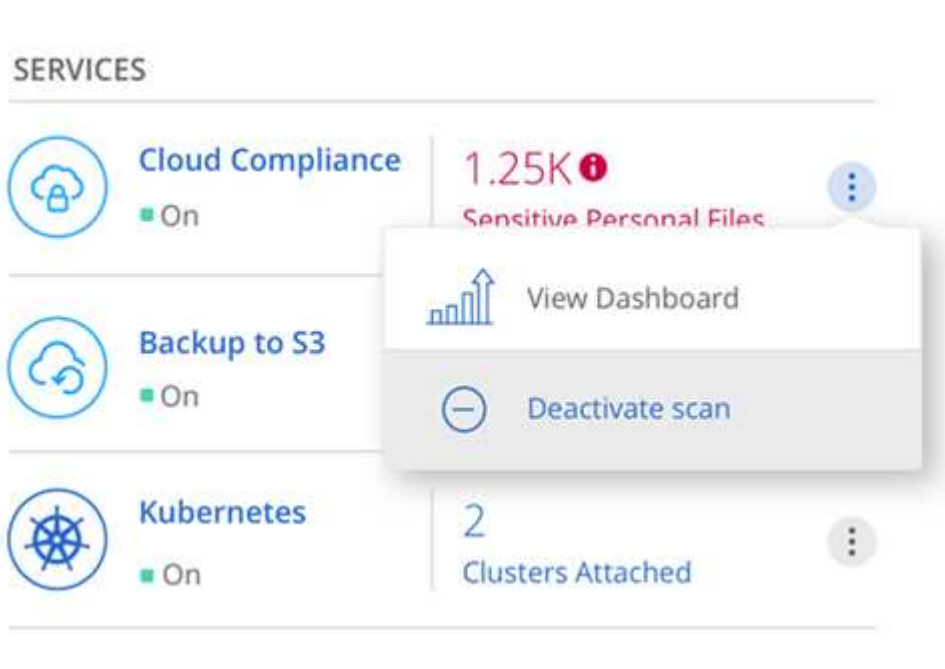 SERVICES
Cloud Compliance
1.25K
On
Sensitive Personal Files
View Dashboard
Backup to S3
On
Deactivate scan
Kubernetes
2
On
Clusters Attached